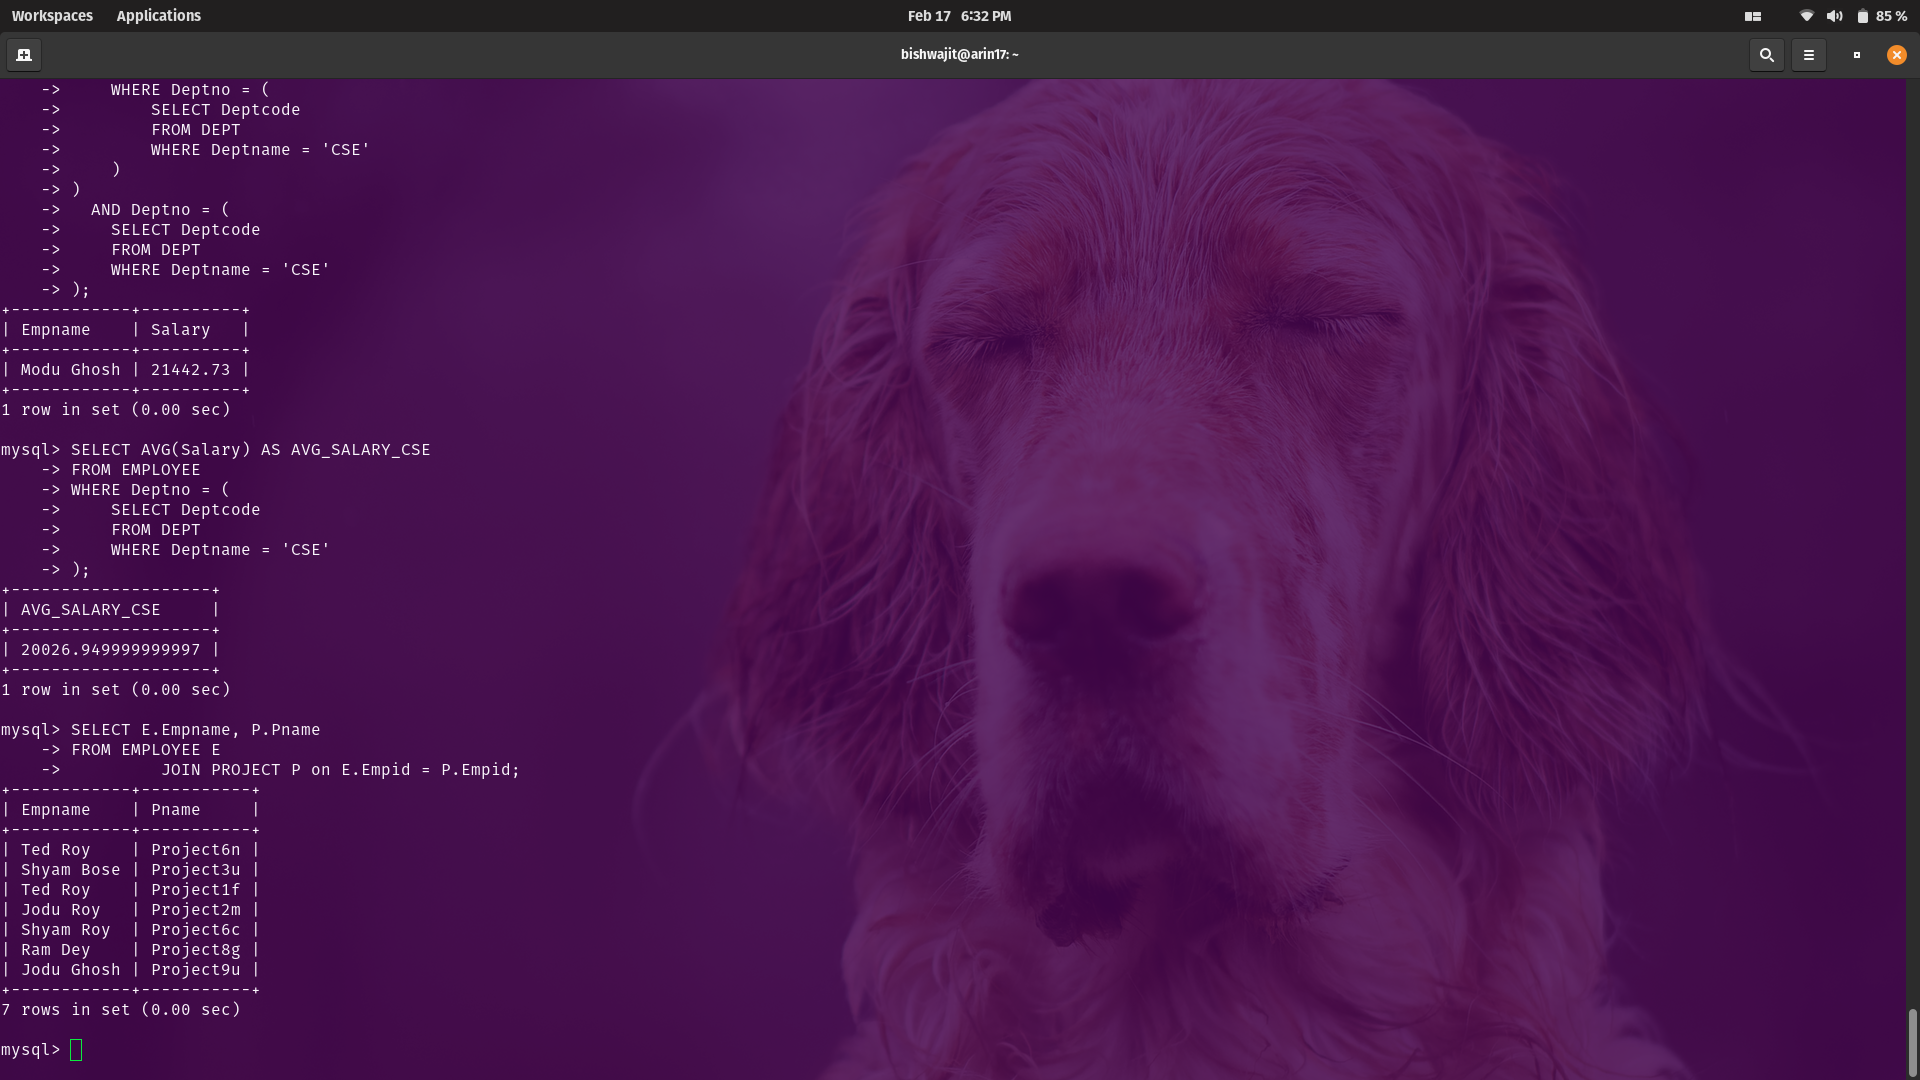 Workspaces Applications Feb 17 6:32 PM 85 %
bishwajit@arin17: ~
    ->     WHERE Deptno = (
    ->         SELECT Deptcode
    ->         FROM DEPT
    ->         WHERE Deptname = 'CSE'
    ->     )
    -> )
    ->   AND Deptno = (
    ->     SELECT Deptcode
    ->     FROM DEPT
    ->     WHERE Deptname = 'CSE'
    -> );
+------------+----------+
| Empname    | Salary   |
+------------+----------+
| Modu Ghosh | 21442.73 |
+------------+----------+
1 row in set (0.00 sec)

mysql> SELECT AVG(Salary) AS AVG_SALARY_CSE
    -> FROM EMPLOYEE
    -> WHERE Deptno = (
    ->     SELECT Deptcode
    ->     FROM DEPT
    ->     WHERE Deptname = 'CSE'
    -> );
+--------------------+
| AVG_SALARY_CSE     |
+--------------------+
| 20026.949999999997 |
+--------------------+
1 row in set (0.00 sec)

mysql> SELECT E.Empname, P.Pname
    -> FROM EMPLOYEE E
    ->          JOIN PROJECT P on E.Empid = P.Empid;
+------------+-----------+
| Empname    | Pname     |
+------------+-----------+
| Ted Roy    | Project6n |
| Shyam Bose | Project3u |
| Ted Roy    | Project1f |
| Jodu Roy   | Project2m |
| Shyam Roy  | Project6c |
| Ram Dey    | Project8g |
| Jodu Ghosh | Project9u |
+------------+-----------+
7 rows in set (0.00 sec)

mysql>